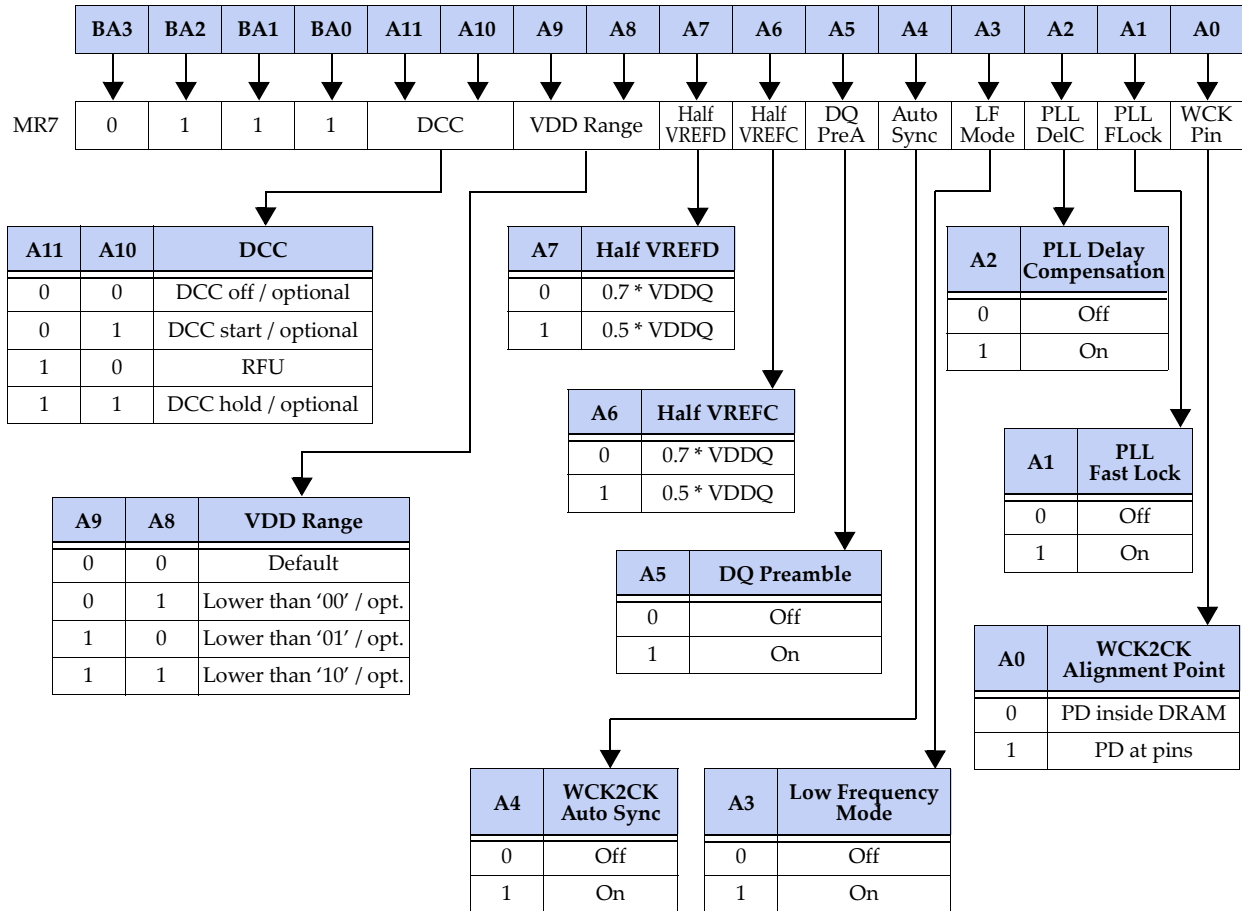 BA3 BA2 BA1 BA0 A11 A10 A9 A8 A7 A6 A5 A4 A3 A2 A1 A0
MR7 0 1 1 1 DCC VDD Range Half VREFD Half VREFC DQ PreA Auto Sync LF Mode PLL DelC PLL FLock WCK Pin
A11 A10 DCC
0 0 DCC off / optional
0 1 DCC start / optional
1 0 RFU
1 1 DCC hold / optional
A9 A8 VDD Range
0 0 Default
0 1 Lower than ‘00’ / opt.
1 0 Lower than ‘01’ / opt.
1 1 Lower than ‘10’ / opt.
A7 Half VREFD
0 0.7 * VDDQ
1 0.5 * VDDQ
A6 Half VREFC
0 0.7 * VDDQ
1 0.5 * VDDQ
A5 DQ Preamble
0 Off
1 On
A4 WCK2CK Auto Sync
0 Off
1 On
A3 Low Frequency Mode
0 Off
1 On
A2 PLL Delay Compensation
0 Off
1 On
A1 PLL Fast Lock
0 Off
1 On
A0 WCK2CK Alignment Point
0 PD inside DRAM
1 PD at pins